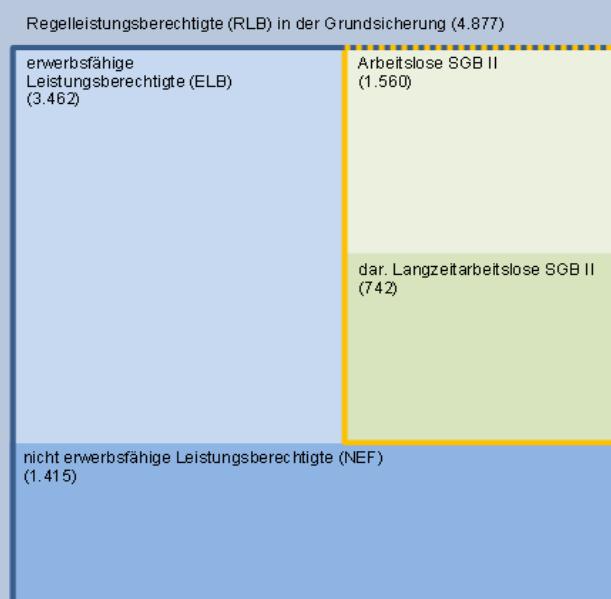 Regelleistungsberechtigte (RLB) in der Grundsicherung (4.877)
erwerbsfähige
Leistungsberechtigte (ELB)
(3.462)
Arbeitslose SGB II
(1.560)
dar. Langzeitarbeitslose SGB II
(742)
nicht erwerbsfähige Leistungsberechtigte (NEF)
(1.415)